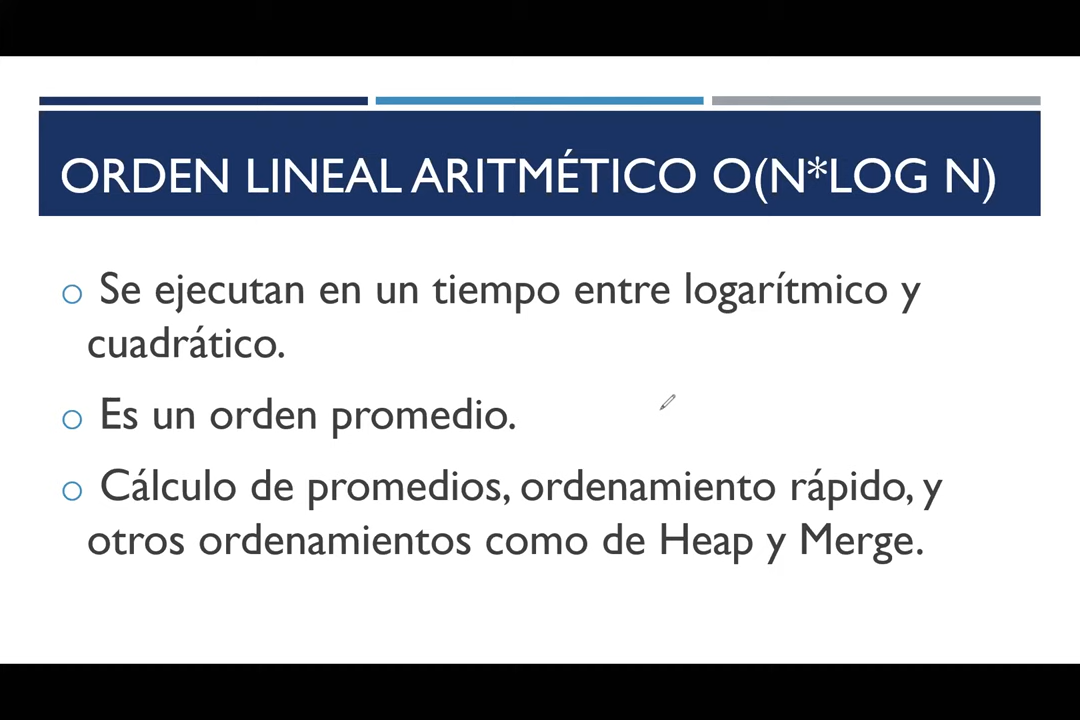 ORDEN LINEAL ARITMÉTICO O(N*LOG N)
o Se ejecutan en un tiempo entre logarítmico y
cuadrático.
o Es un orden promedio.
o Cálculo de promedios, ordenamiento rápido, y
otros ordenamientos como de Heap y Merge.